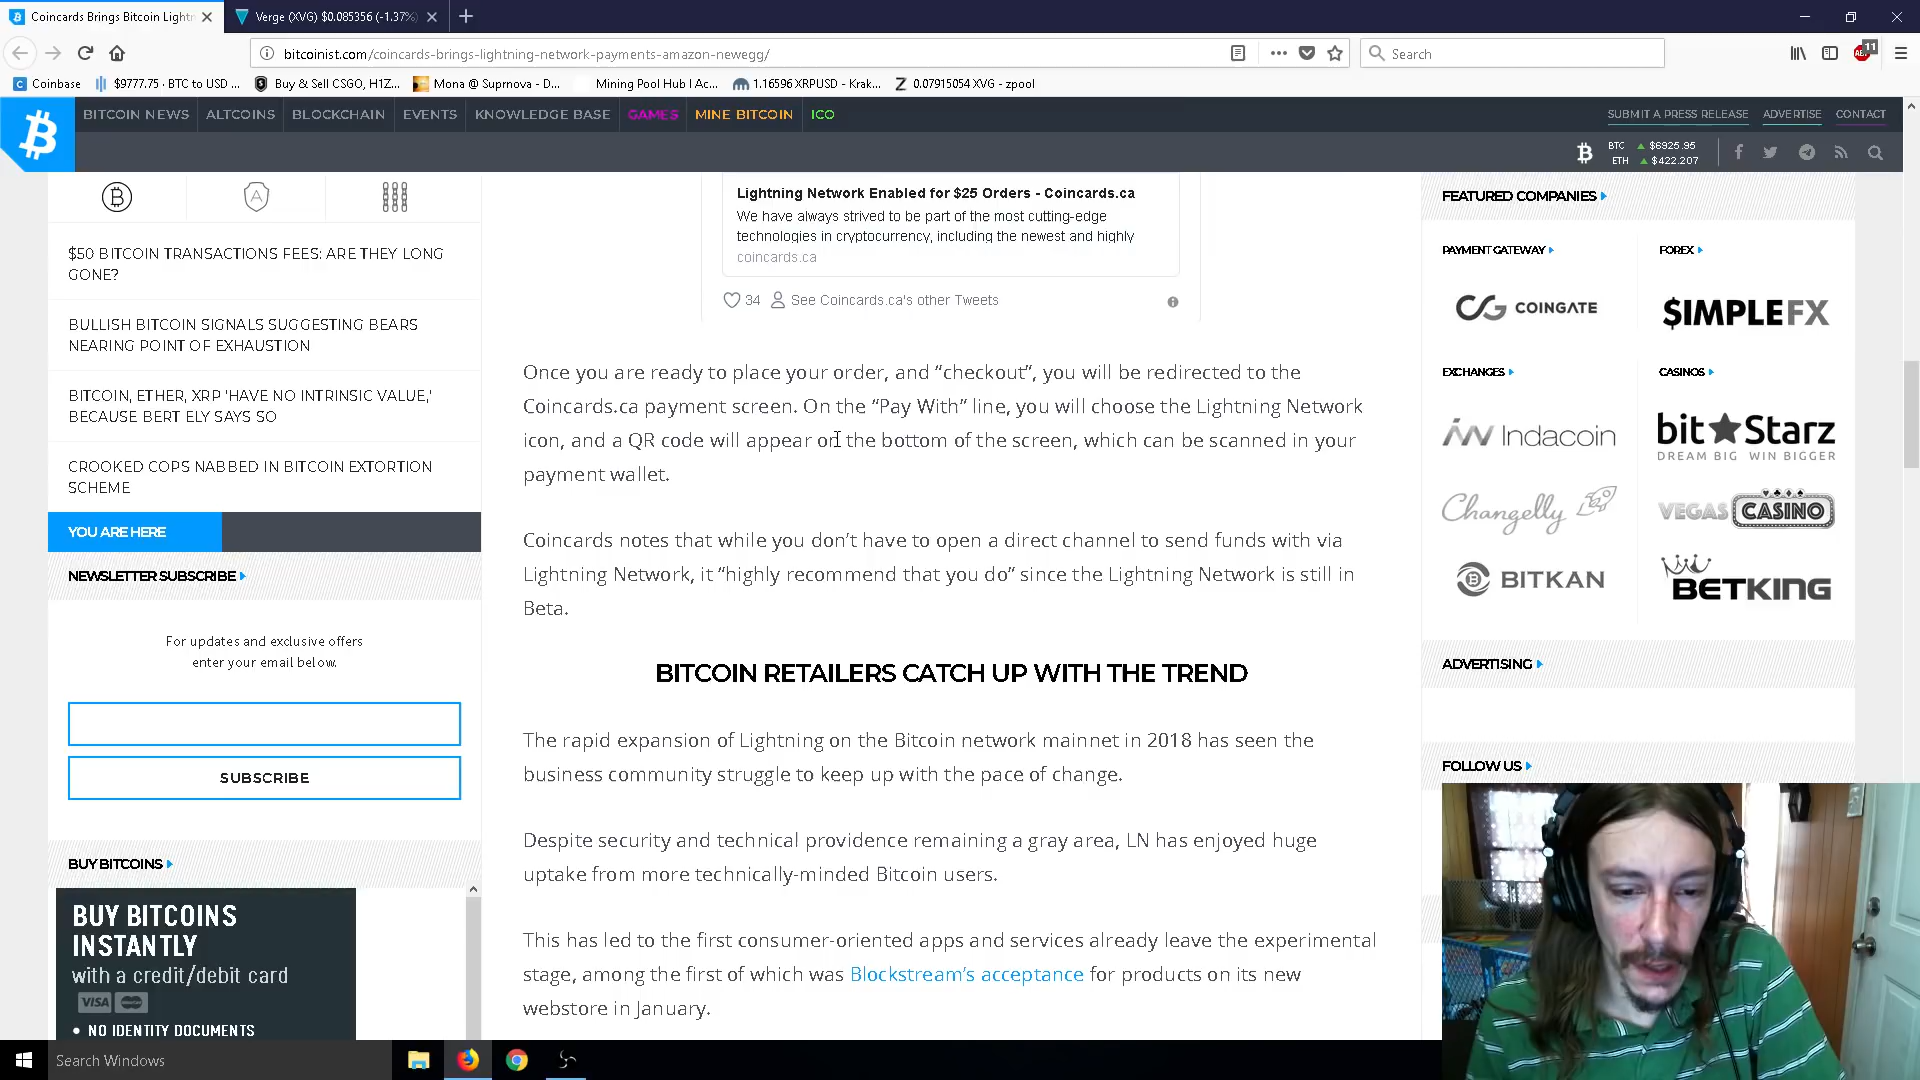 Coincards Brings Bitcoin Lightn
Verge (XVG) $0.085356 (-1.37%)
bitcoinist.com/coincards-brings-lightning-network-payments-amazon-newegg/
Search
11
Coinbase
$9777.75 · BTC to USD ...
Buy & Sell CSGO, H1Z...
Mona @ Suprnova - D...
Mining Pool Hub | Ac...
1.16596 XRPUSD - Krak...
0.07915054 XVG - zpool
BITCOIN NEWS
ALTCOINS
BLOCKCHAIN
EVENTS
KNOWLEDGE BASE
GAMES
MINE BITCOIN
ICO
SUBMIT A PRESS RELEASE
ADVERTISE
CONTACT
BTC $6925.95
ETH $422.207
$50 BITCOIN TRANSACTIONS FEES: ARE THEY LONG
GONE?
BULLISH BITCOIN SIGNALS SUGGESTING BEARS
NEARING POINT OF EXHAUSTION
BITCOIN, ETHER, XRP 'HAVE NO INTRINSIC VALUE,'
BECAUSE BERT ELY SAYS SO
CROOKED COPS NABBED IN BITCOIN EXTORTION
SCHEME
YOU ARE HERE
NEWSLETTER SUBSCRIBE
For updates and exclusive offers
enter your email below.
SUBSCRIBE
BUY BITCOINS
BUY BITCOINS
INSTANTLY
with a credit/debit card
VISA
• NO IDENTITY DOCUMENTS
Lightning Network Enabled for $25 Orders - Coincards.ca
We have always strived to be part of the most cutting-edge
technologies in cryptocurrency, including the newest and highly
coincards.ca
34
See Coincards.ca's other Tweets
Once you are ready to place your order, and “checkout”, you will be redirected to the
Coincards.ca payment screen. On the “Pay With” line, you will choose the Lightning Network
icon, and a QR code will appear on the bottom of the screen, which can be scanned in your
payment wallet.
Coincards notes that while you don’t have to open a direct channel to send funds with via
Lightning Network, it “highly recommend that you do” since the Lightning Network is still in
Beta.
BITCOIN RETAILERS CATCH UP WITH THE TREND
The rapid expansion of Lightning on the Bitcoin network mainnet in 2018 has seen the
business community struggle to keep up with the pace of change.
Despite security and technical providence remaining a gray area, LN has enjoyed huge
uptake from more technically-minded Bitcoin users.
This has led to the first consumer-oriented apps and services already leave the experimental
stage, among the first of which was Blockstream’s acceptance for products on its new
webstore in January.
FEATURED COMPANIES
PAYMENT GATEWAY
FOREX
COINGATE
$IMPLEFX
EXCHANGES
CASINOS
Indacoin
bit★Starz
DREAM BIG WIN BIGGER
Changelly
VEGAS CASINO
BITKAN
BETKING
ADVERTISING
FOLLOW US
Search Windows